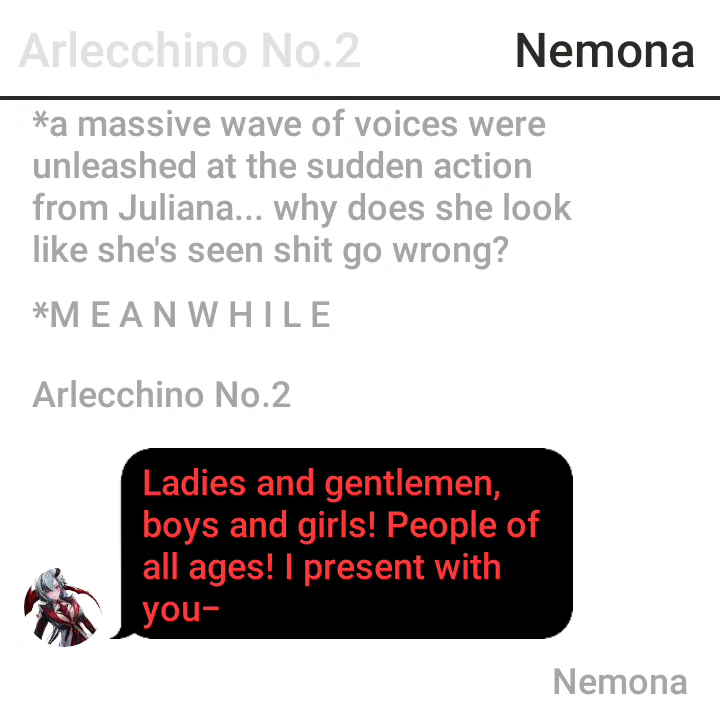 Arlecchino No.2 Nemona
*a massive wave of voices were
unleashed at the sudden action
from Juliana... why does she look
like she's seen shit go wrong?
*M E A N W H I L E
Arlecchino No.2
Ladies and gentlemen,
boys and girls! People of
all ages! I present with
you–
Nemona